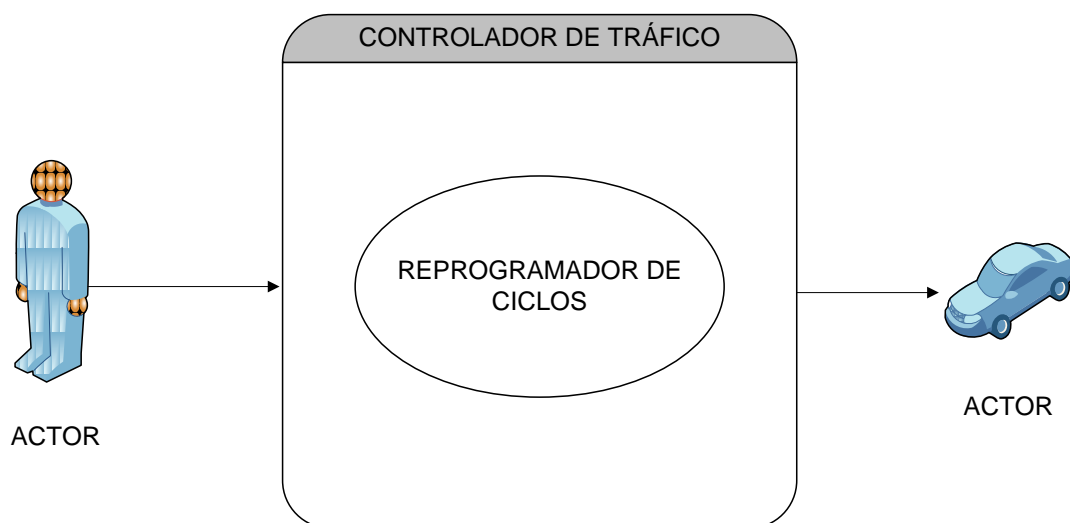 CONTROLADOR DE TRÁFICO
REPROGRAMADOR DE
CICLOS
ACTOR
ACTOR